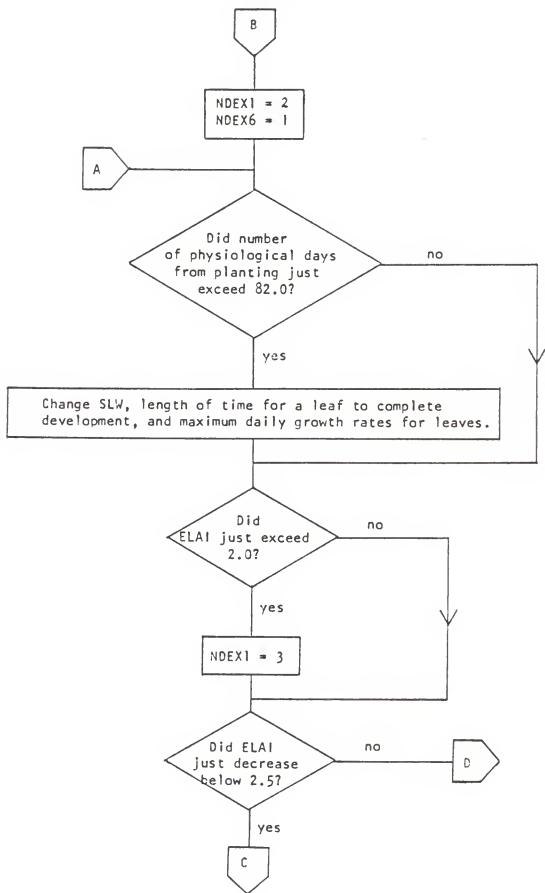 B
NDEX1 = 2
NDEX6 = 1
A
Did number
of physiological days
from planting just
exceed 82.0?
no
yes
Change SLW, length of time for a leaf to complete
development, and maximum daily growth rates for leaves.
Did
ELAI just exceed
2.0?
no
yes
NDEX1 = 3
Did ELAI
just decrease
below 2.5?
no
D
yes
C